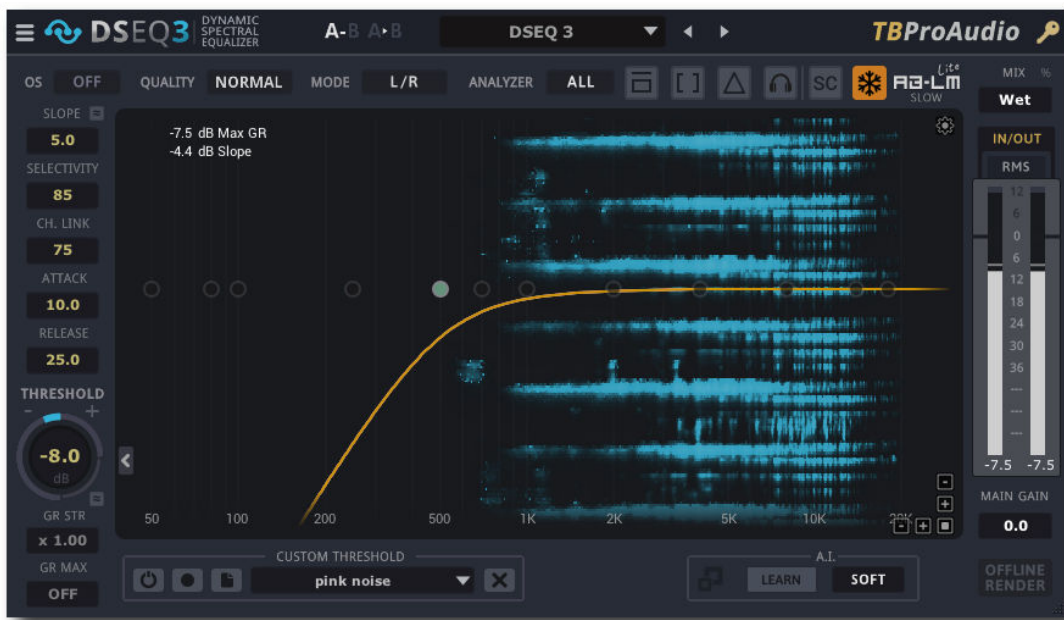 DSEQ3
DYNAMIC
SPECTRAL
EQUALIZER
A-B A▸B
DSEQ 3
TBProAudio
OS OFF
QUALITY NORMAL
MODE L/R
ANALYZER ALL
SC
AB-LM Lite
SLOW
MIX %
Wet
SLOPE
5.0
SELECTIVITY
85
CH. LINK
75
ATTACK
10.0
RELEASE
25.0
THRESHOLD
- +
-8.0
dB
GR STR
x 1.00
GR MAX
OFF
-7.5 dB Max GR
-4.4 dB Slope
50 100 200 500 1K 2K 5K 10K 20K
IN/OUT
RMS
12
6
0
6
12
18
24
30
36
---
---
---
-7.5 -7.5
MAIN GAIN
0.0
CUSTOM THRESHOLD
pink noise
A.I.
LEARN SOFT
OFFLINE
RENDER